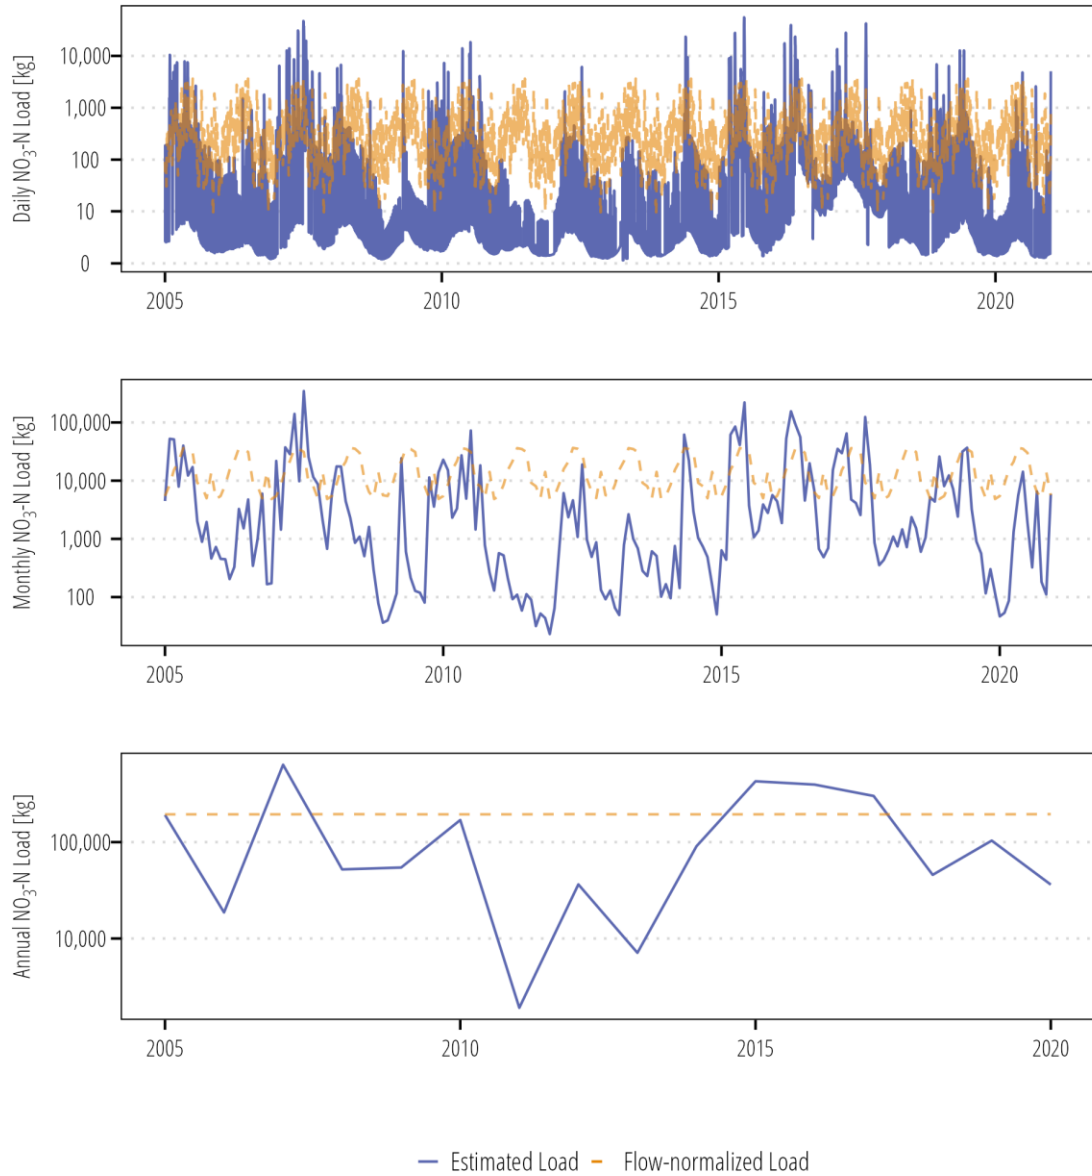 Daily NO₃-N Load [kg]
10,000
1,000
100
10
0
2005 2010 2015 2020
Monthly NO₃-N Load [kg]
100,000
10,000
1,000
100
2005 2010 2015 2020
Annual NO₃-N Load [kg]
100,000
10,000
2005 2010 2015 2020
Estimated Load Flow-normalized Load